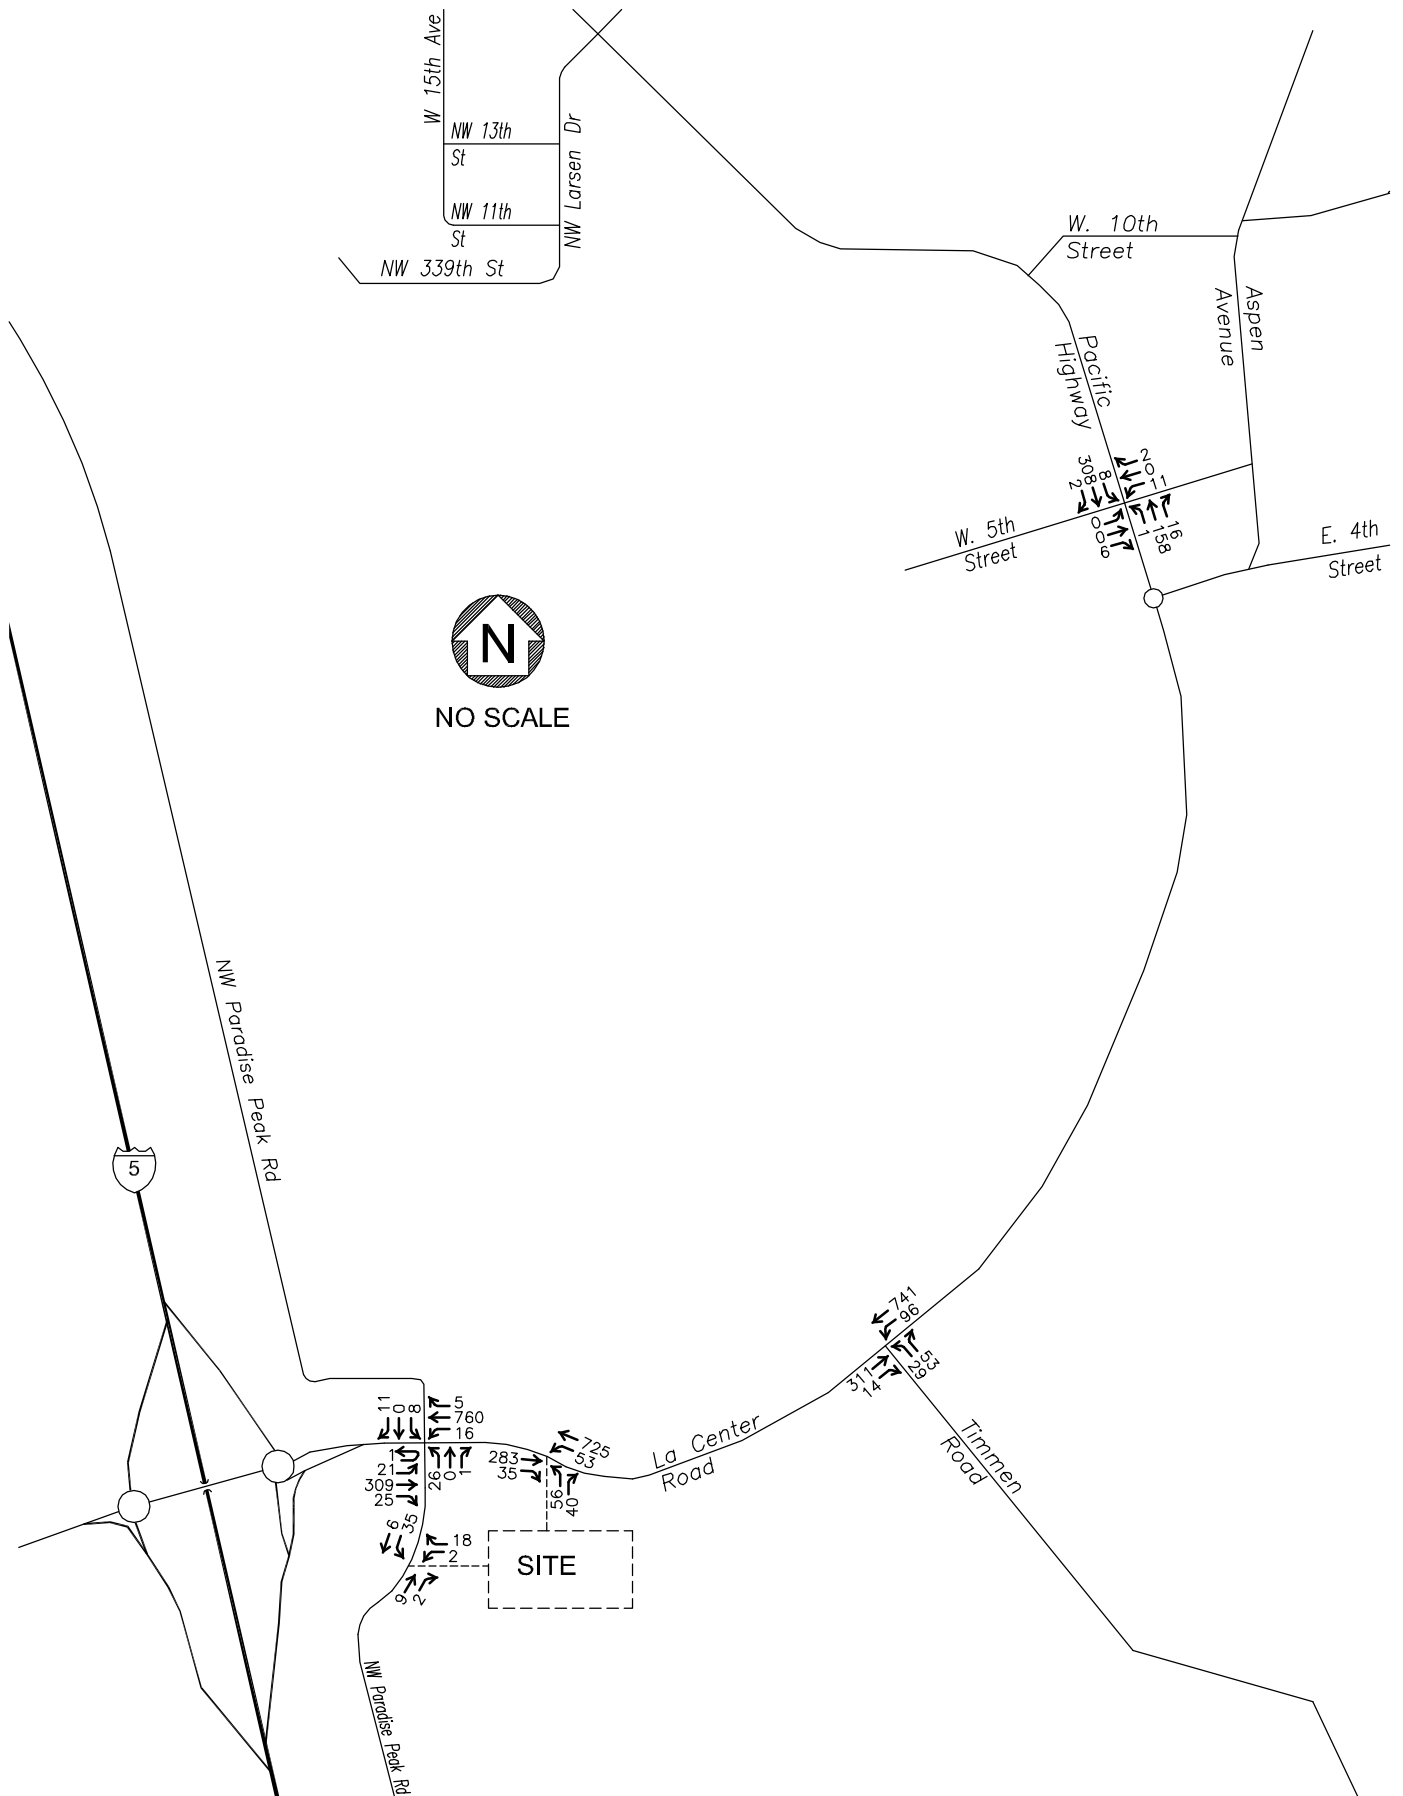 W 15th Ave
NW 13th
St
NW 11th
St
NW Larsen Dr
NW 339th St
W. 10th
Street
Aspen
Avenue
Pacific
Highway
2
0
11
308
8
2
0
0
6
16
158
1
W. 5th
Street
E. 4th
Street
N
NO SCALE
NW Paradise Peak Rd
5
741
96
53
29
311
14
Timmen
Road
La Center
Road
11
0
8
5
760
16
1
21
309
25
26
0
1
725
53
283
35
56
40
6
35
18
2
9
2
SITE
NW Paradise Peak Rd